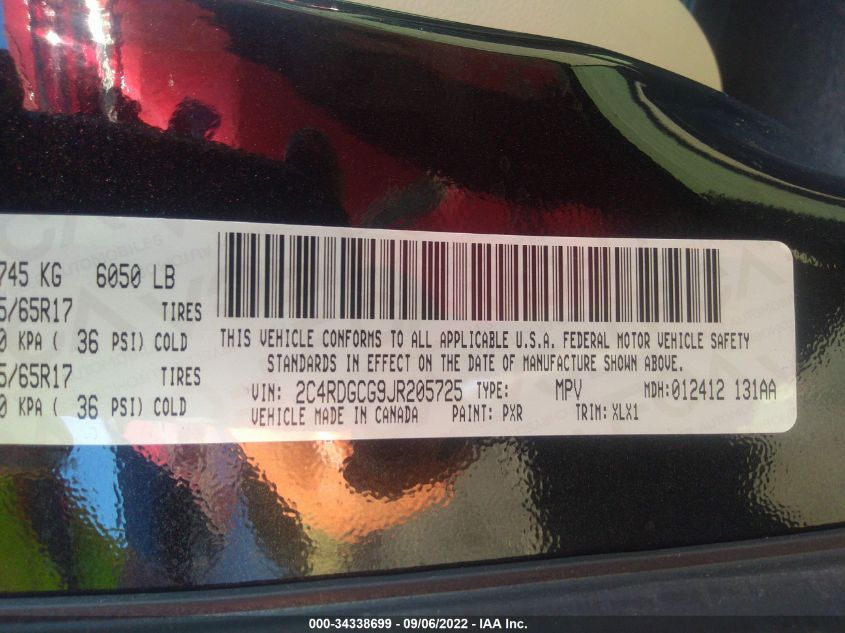 745 KG 6050 LB
5/65R17 TIRES
0 KPA ( 36 PSI) COLD
5/65R17 TIRES
0 KPA ( 36 PSI) COLD
THIS VEHICLE CONFORMS TO ALL APPLICABLE U.S.A. FEDERAL MOTOR VEHICLE SAFETY
STANDARDS IN EFFECT ON THE DATE OF MANUFACTURE SHOWN ABOVE.
VIN: 2C4RDGCG9JR205725 TYPE: MPV MDH:012412 131AA
VEHICLE MADE IN CANADA PAINT: PXR TRIM: XLX1
000-34338699 - 09/06/2022 - IAA Inc.